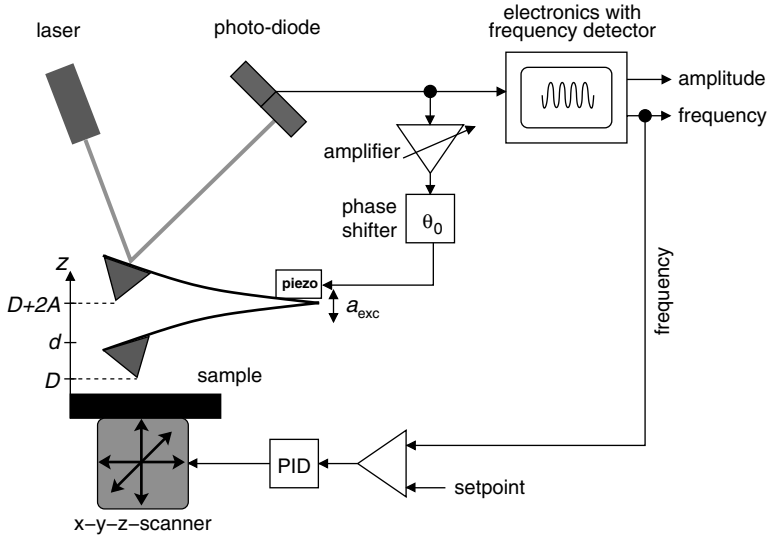 laser
photo-diode
electronics with
frequency detector
amplitude
frequency
amplifier
phase
shifter
θ0
z
piezo
D+2A
aexc
frequency
d
D
sample
PID
setpoint
x-y-z-scanner